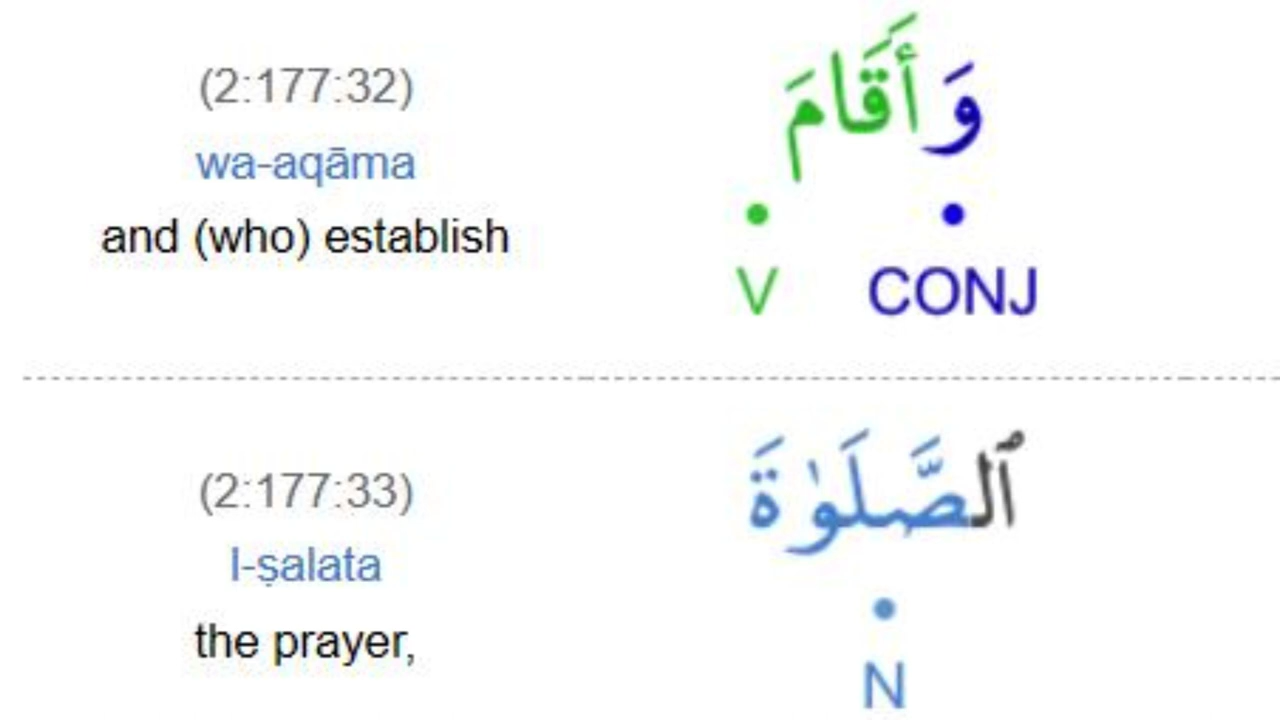 (2:177:32)
wa-aqāma
and (who) establish
وَأَقَامَ
V CONJ
(2:177:33)
l-ṣalata
the prayer,
ٱلصَّلَوٰةَ
N